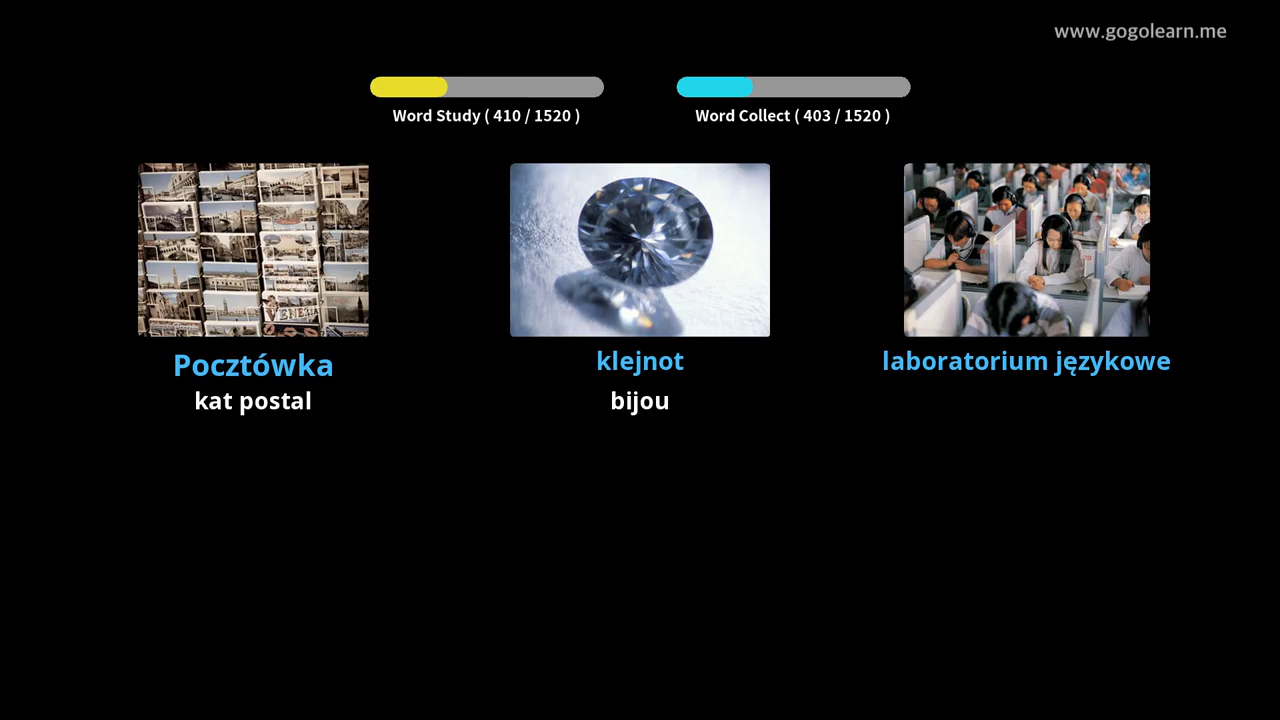 www.gogolearn.me
Word Study ( 410 / 1520 )
Word Collect ( 403 / 1520 )
Pocztówka
klejnot
laboratorium językowe
kat postal
bijou